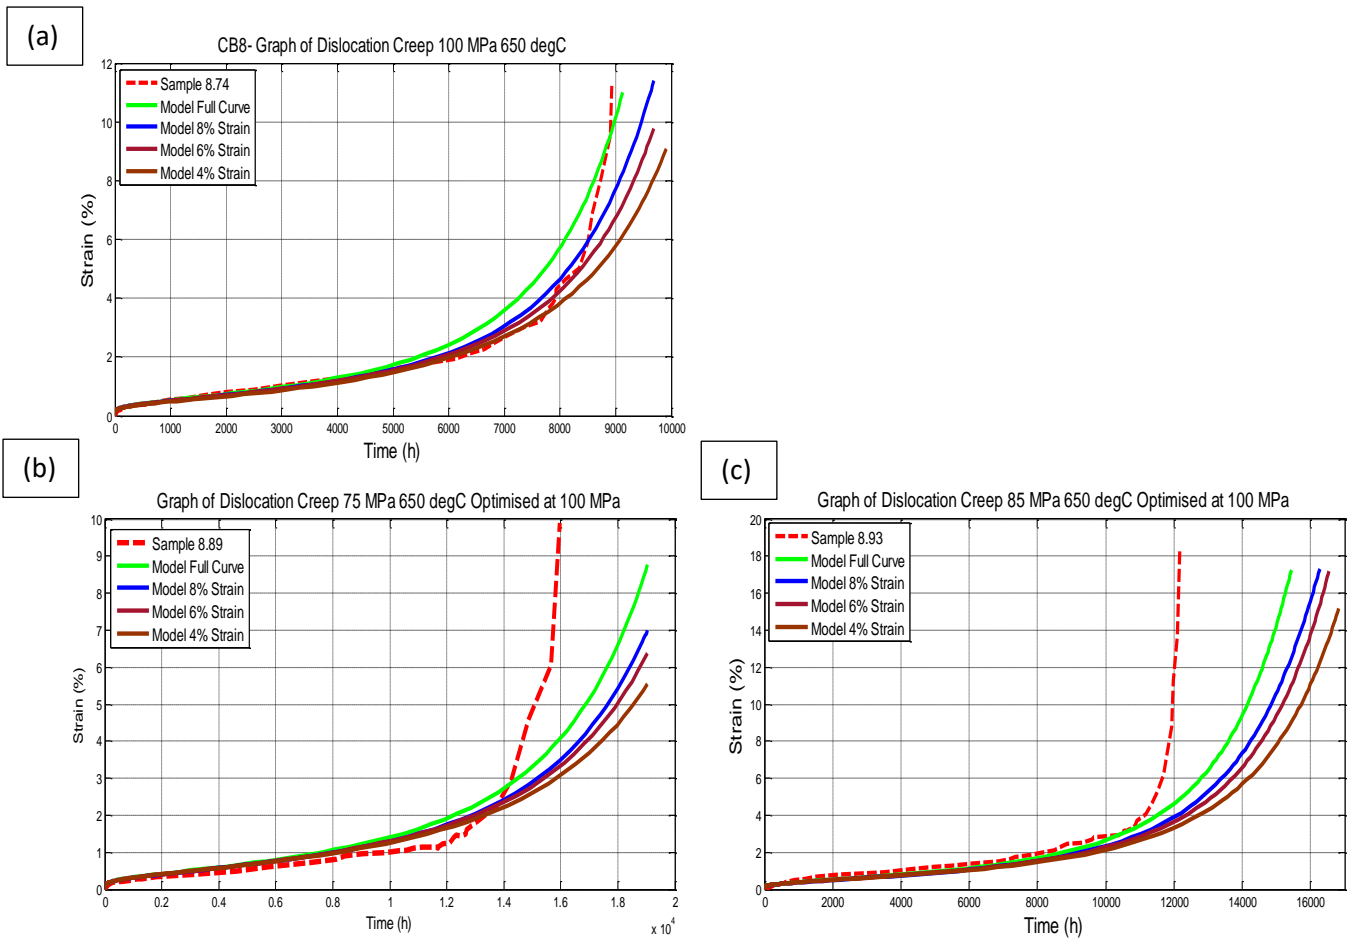 (a)
CB8- Graph of Dislocation Creep 100 MPa 650 degC
12
10
8
6
4
2
0
Strain (%)
Sample 8.74
Model Full Curve
Model 8% Strain
Model 6% Strain
Model 4% Strain
0 1000 2000 3000 4000 5000 6000 7000 8000 9000 10000
Time (h)
(b)
Graph of Dislocation Creep 75 MPa 650 degC Optimised at 100 MPa
10
9
8
7
6
5
4
3
2
1
0
Strain (%)
Sample 8.89
Model Full Curve
Model 8% Strain
Model 6% Strain
Model 4% Strain
0 0.2 0.4 0.6 0.8 1 1.2 1.4 1.6 1.8 2
Time (h)
x 10^4
(c)
Graph of Dislocation Creep 85 MPa 650 degC Optimised at 100 MPa
20
18
16
14
12
10
8
6
4
2
0
Strain (%)
Sample 8.93
Model Full Curve
Model 8% Strain
Model 6% Strain
Model 4% Strain
0 2000 4000 6000 8000 10000 12000 14000 16000
Time (h)